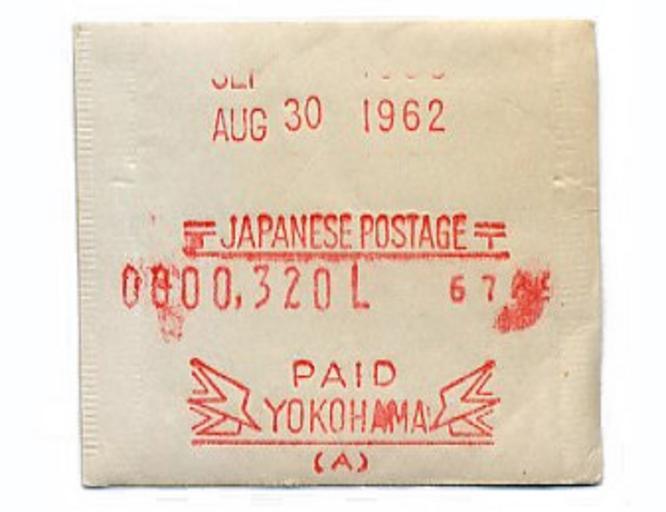 AUG 30 1962
〒 JAPANESE POSTAGE 〒
0000,320 L 67
PAID
YOKOHAMA
(A)